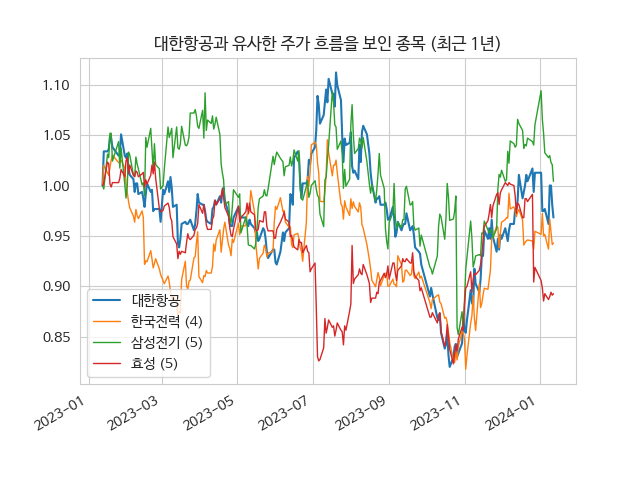 대한항공과 유사한 주가 흐름을 보인 종목 (최근 1년)
1.10
1.05
1.00
0.95
0.90
0.85
대한항공
한국전력 (4)
삼성전기 (5)
효성 (5)
2023-01
2023-03
2023-05
2023-07
2023-09
2023-11
2024-01